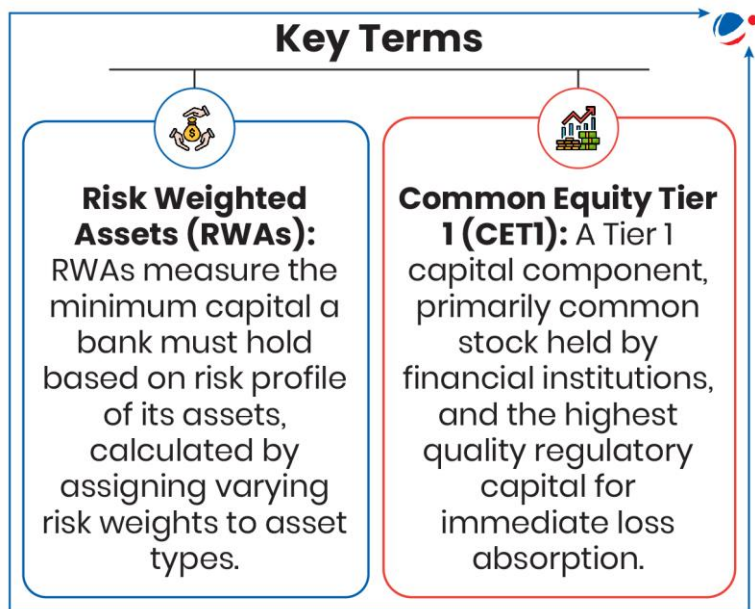 Key Terms
Risk Weighted
Assets (RWAs):
RWAs measure the
minimum capital a
bank must hold
based on risk profile
of its assets,
calculated by
assigning varying
risk weights to asset
types.
Common Equity Tier
1 (CET1): A Tier 1
capital component,
primarily common
stock held by
financial institutions,
and the highest
quality regulatory
capital for
immediate loss
absorption.